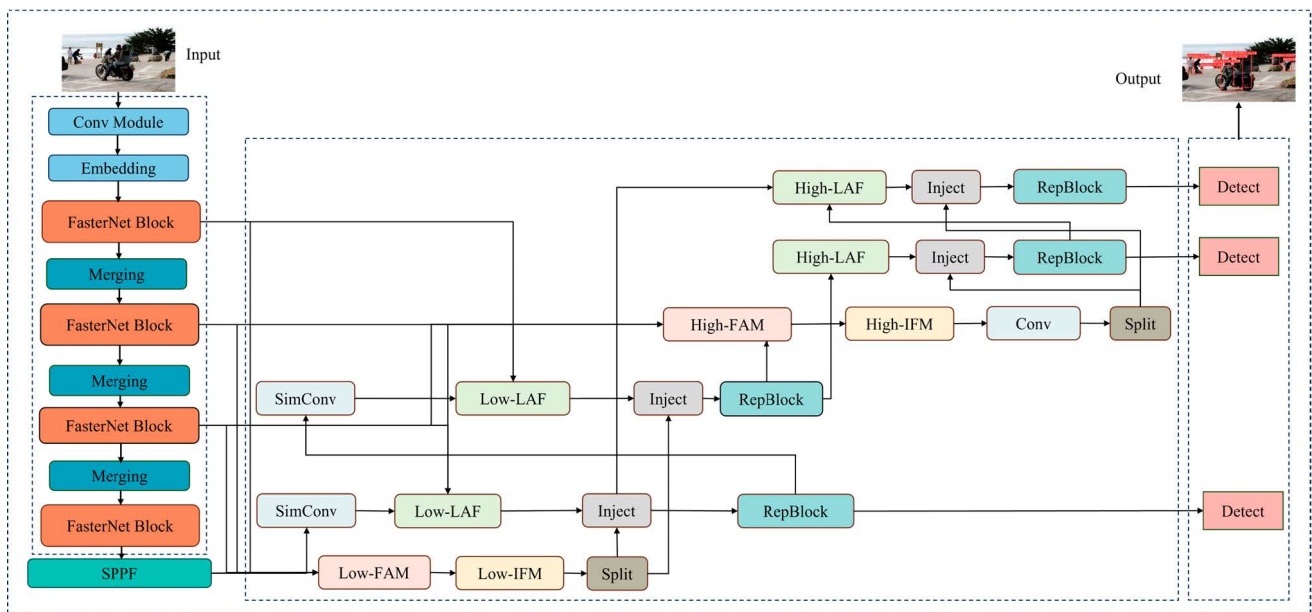 Input
Output
Conv Module
Embedding
FasterNet Block
Merging
FasterNet Block
Merging
FasterNet Block
Merging
FasterNet Block
SPPF
High-LAF
Inject
RepBlock
Detect
High-LAF
Inject
RepBlock
Detect
High-FAM
High-IFM
Conv
Split
SimConv
Low-LAF
Inject
RepBlock
SimConv
Low-LAF
Inject
RepBlock
Detect
Low-FAM
Low-IFM
Split